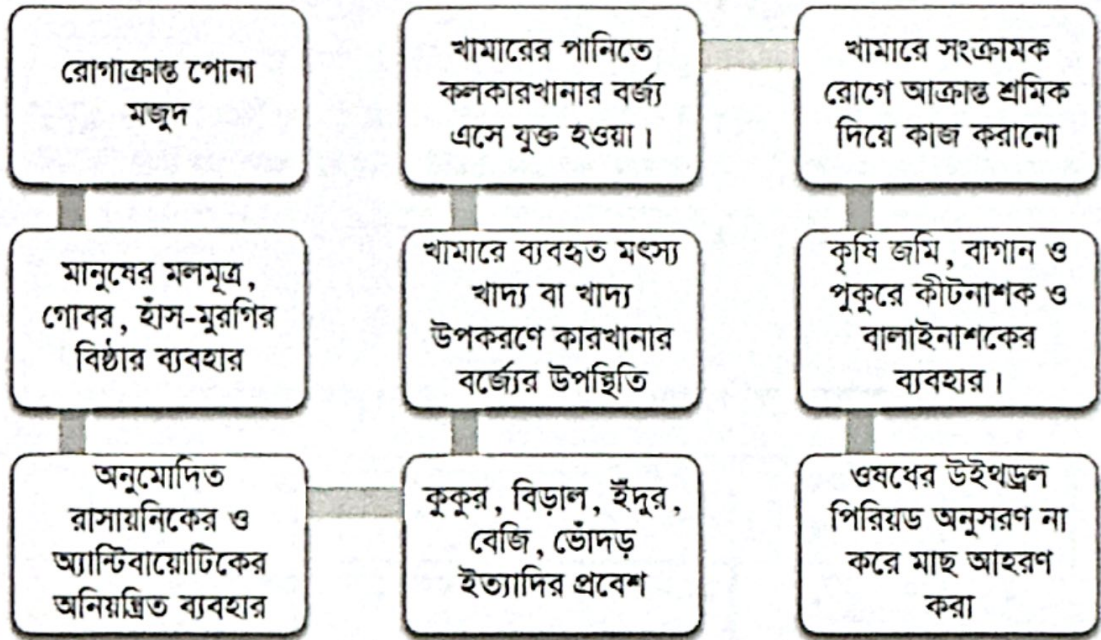 রোগাক্রান্ত পোনা
মজুদ
মানুষের মলমূত্র,
গোবর, হাঁস-মুরগির
বিষ্ঠার ব্যবহার
অনুমোদিত
রাসায়নিকের ও
অ্যান্টিবায়োটিকের
অনিয়ন্ত্রিত ব্যবহার
কুকুর, বিড়াল, ইঁদুর,
বেজি, ভোঁদড়
ইত্যাদির প্রবেশ
খামারে ব্যবহৃত মৎস্য
খাদ্য বা খাদ্য
উপকরণে কারখানার
বর্জ্যের উপস্থিতি
খামারের পানিতে
কলকারখানার বর্জ্য
এসে যুক্ত হওয়া।
খামারে সংক্রামক
রোগে আক্রান্ত শ্রমিক
দিয়ে কাজ করানো
কৃষি জমি, বাগান ও
পুকুরে কীটনাশক ও
বালাইনাশকের
ব্যবহার।
ওষধের উইথড্রল
পিরিয়ড অনুসরণ না
করে মাছ আহরণ
করা